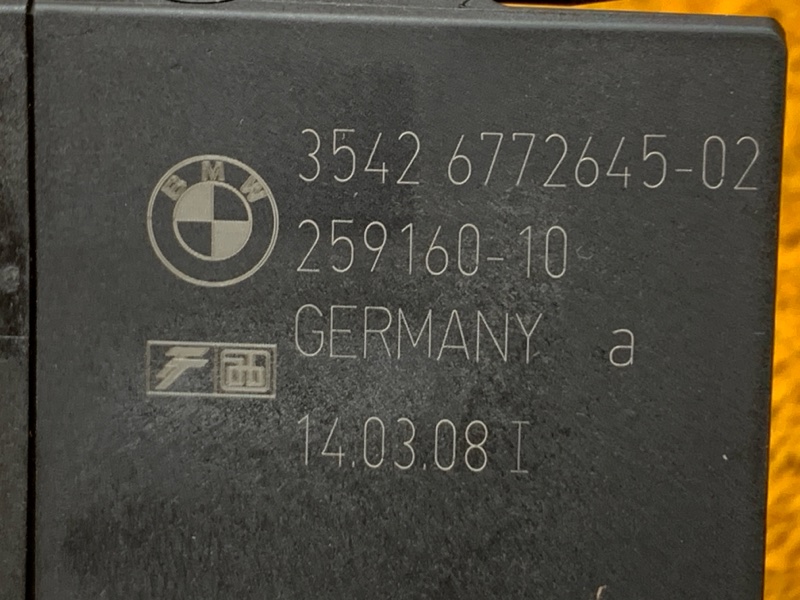 BMW
3542 6772645-02
259160-10
GERMANY a
14.03.08 I